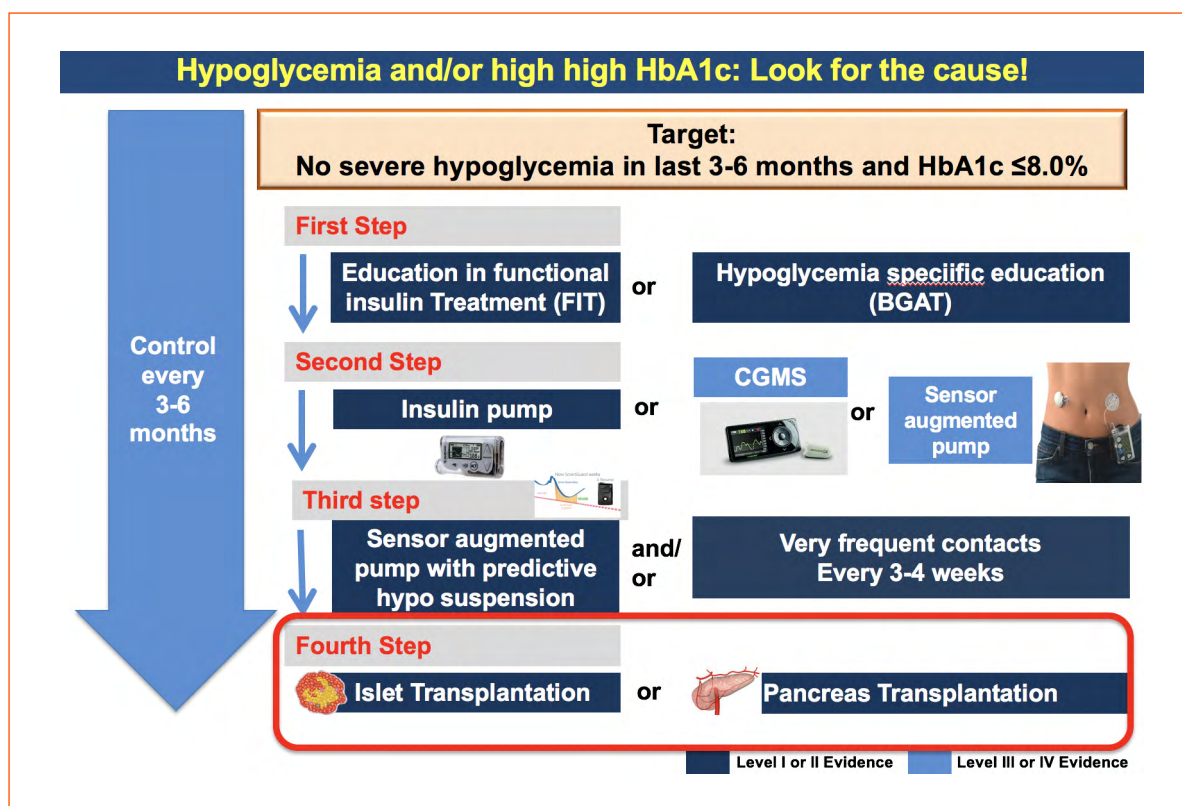 Hypoglycemia and/or high high HbA1c: Look for the cause!
Target:
No severe hypoglycemia in last 3-6 months and HbA1c ≤8.0%
Control
every
3-6
months
First Step
Education in functional
insulin Treatment (FIT)
or
Hypoglycemia speciific education
(BGAT)
Second Step
Insulin pump
or
CGMS
or
Sensor
augmented
pump
Third step
Sensor augmented
pump with predictive
hypo suspension
and/
or
Very frequent contacts
Every 3-4 weeks
Fourth Step
Islet Transplantation
or
Pancreas Transplantation
Level I or II Evidence
Level III or IV Evidence